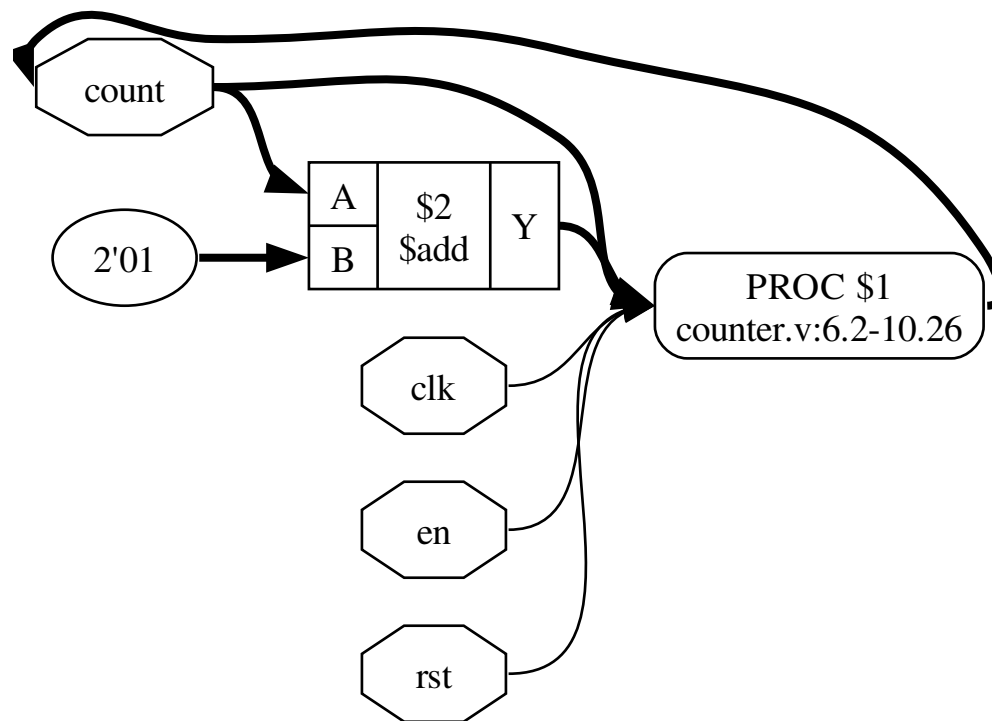 count
A
$2
$add
Y
B
2'01
PROC $1
counter.v:6.2-10.26
clk
en
rst